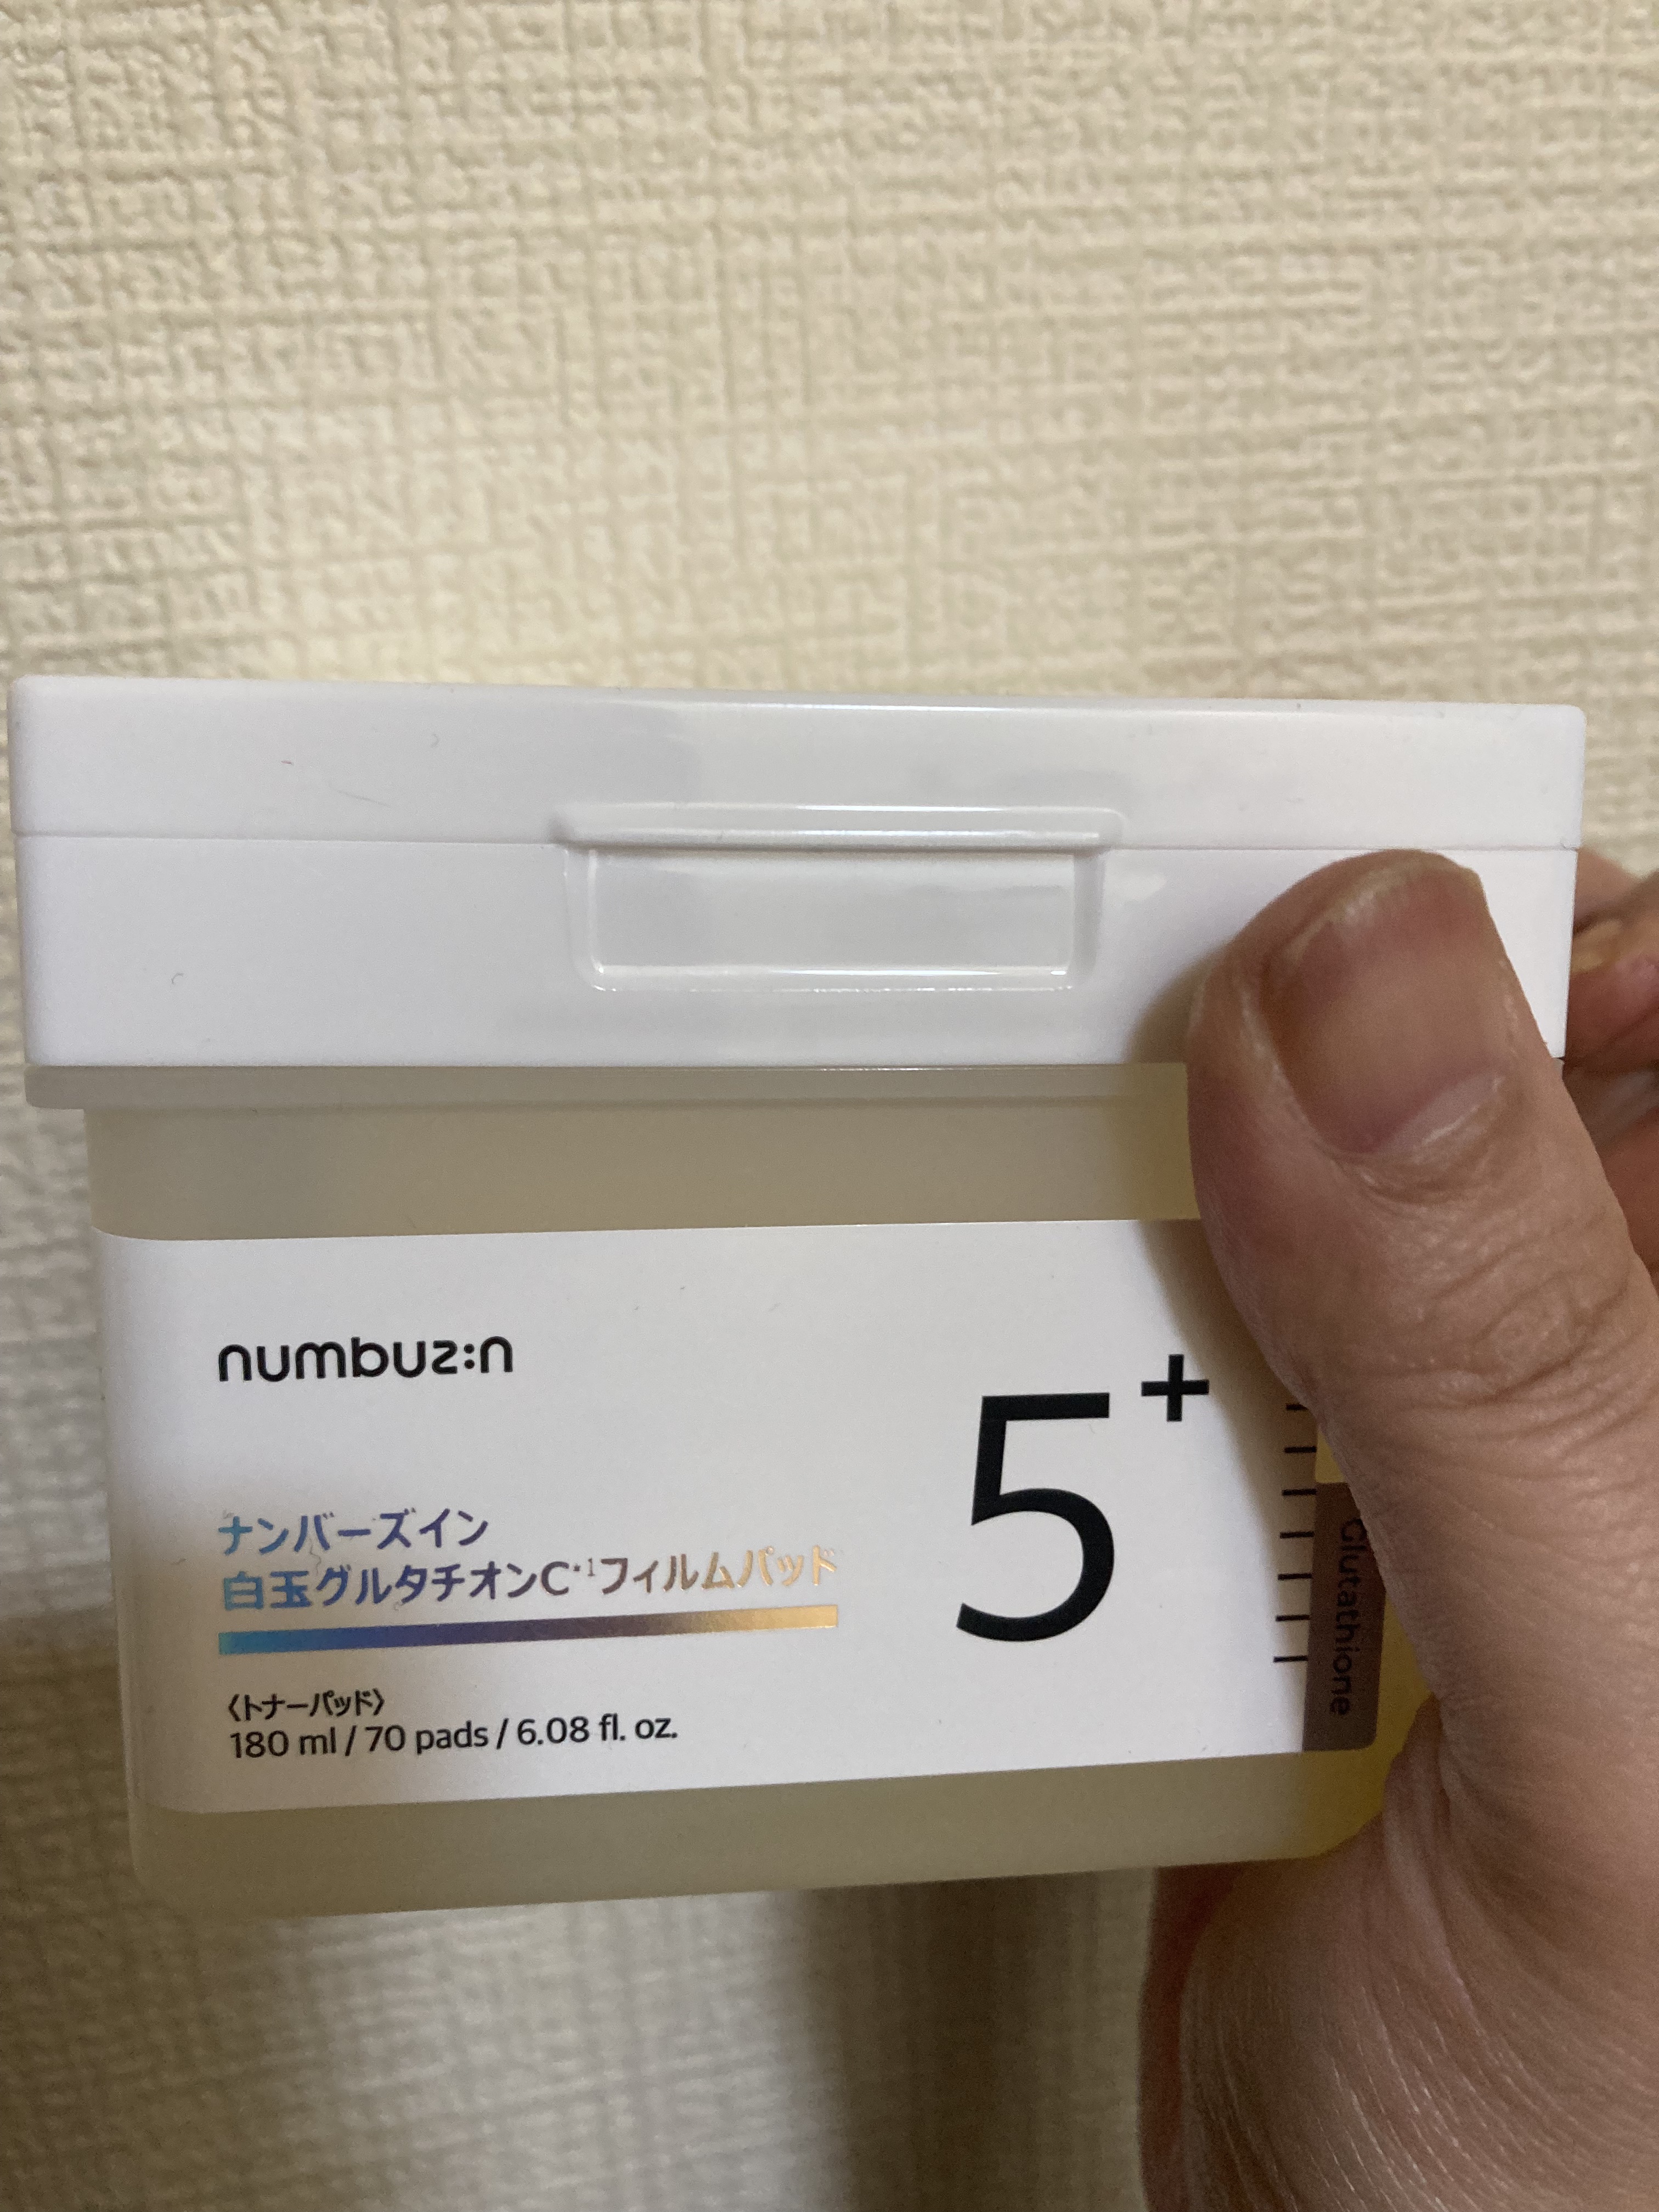 numbuz:n
5+
ナンバーズイン
白玉グルタチオンC*1フィルムパッド
〈トナーパッド〉
180 ml / 70 pads / 6.08 fl. oz.
Glutathione